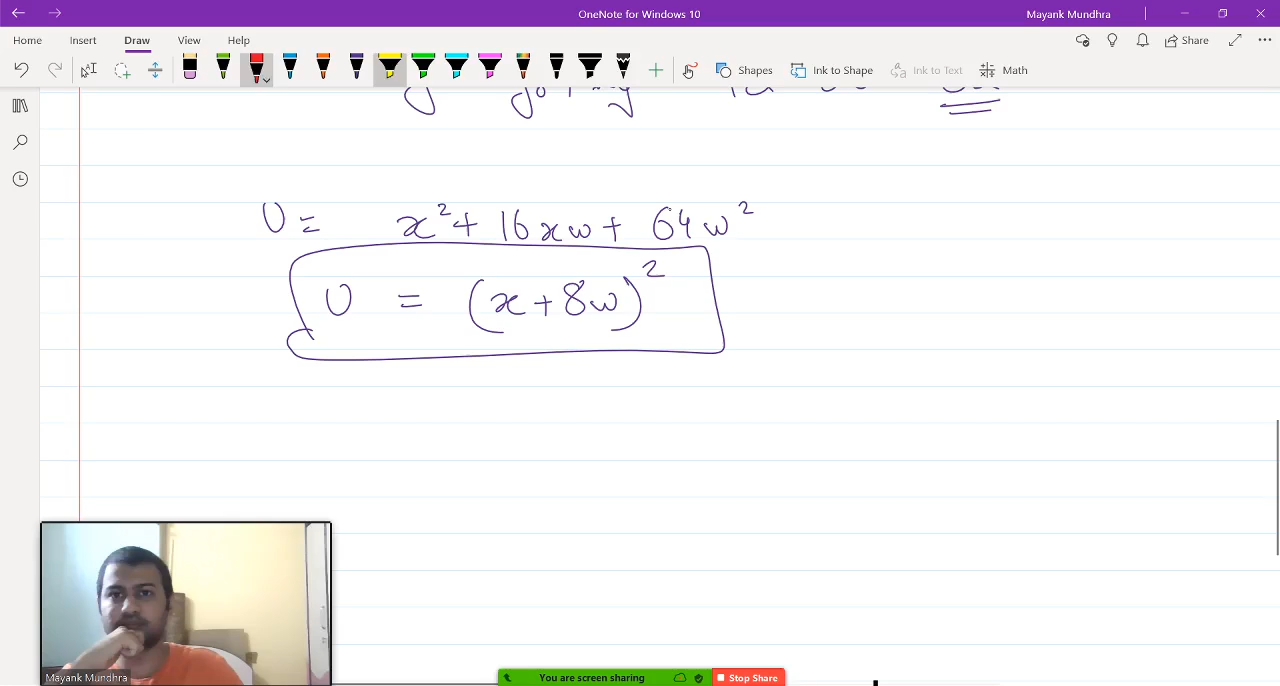 OneNote for Windows 10
Mayank Mundhra
Home Insert Draw View Help
Share
Shapes Ink to Shape Ink to Text Math
U = x² + 16xw + 64w²
U = (x + 8w)²
Mayank Mundhra
You are screen sharing Stop Share